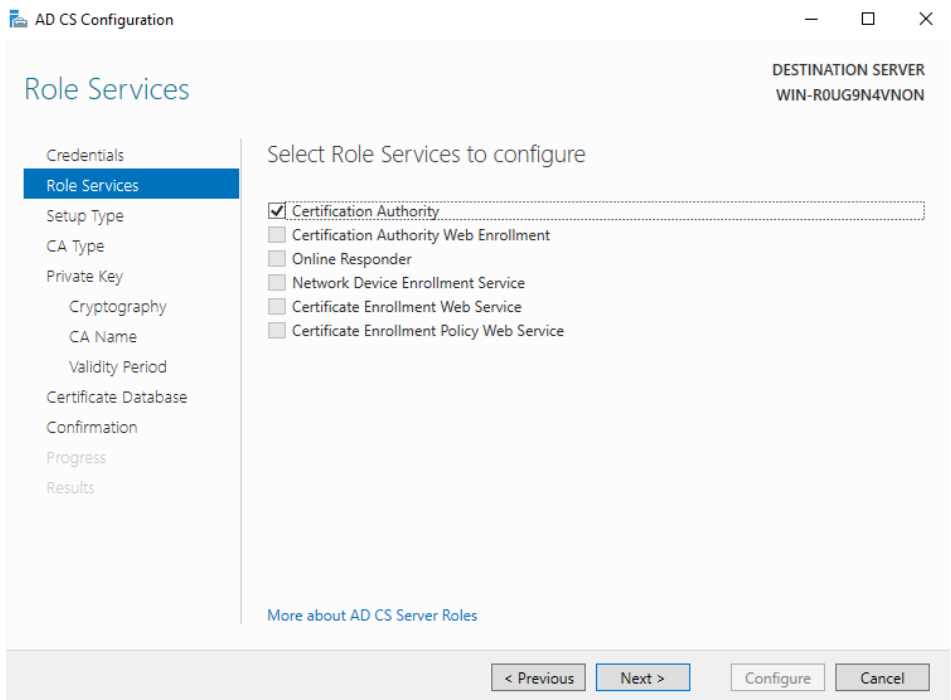 AD CS Configuration
Role Services
DESTINATION SERVER
WIN-R0UG9N4VNON
Credentials
Role Services
Setup Type
CA Type
Private Key
Cryptography
CA Name
Validity Period
Certificate Database
Confirmation
Progress
Results
Select Role Services to configure
Certification Authority
Certification Authority Web Enrollment
Online Responder
Network Device Enrollment Service
Certificate Enrollment Web Service
Certificate Enrollment Policy Web Service
More about AD CS Server Roles
< Previous
Next >
Configure
Cancel